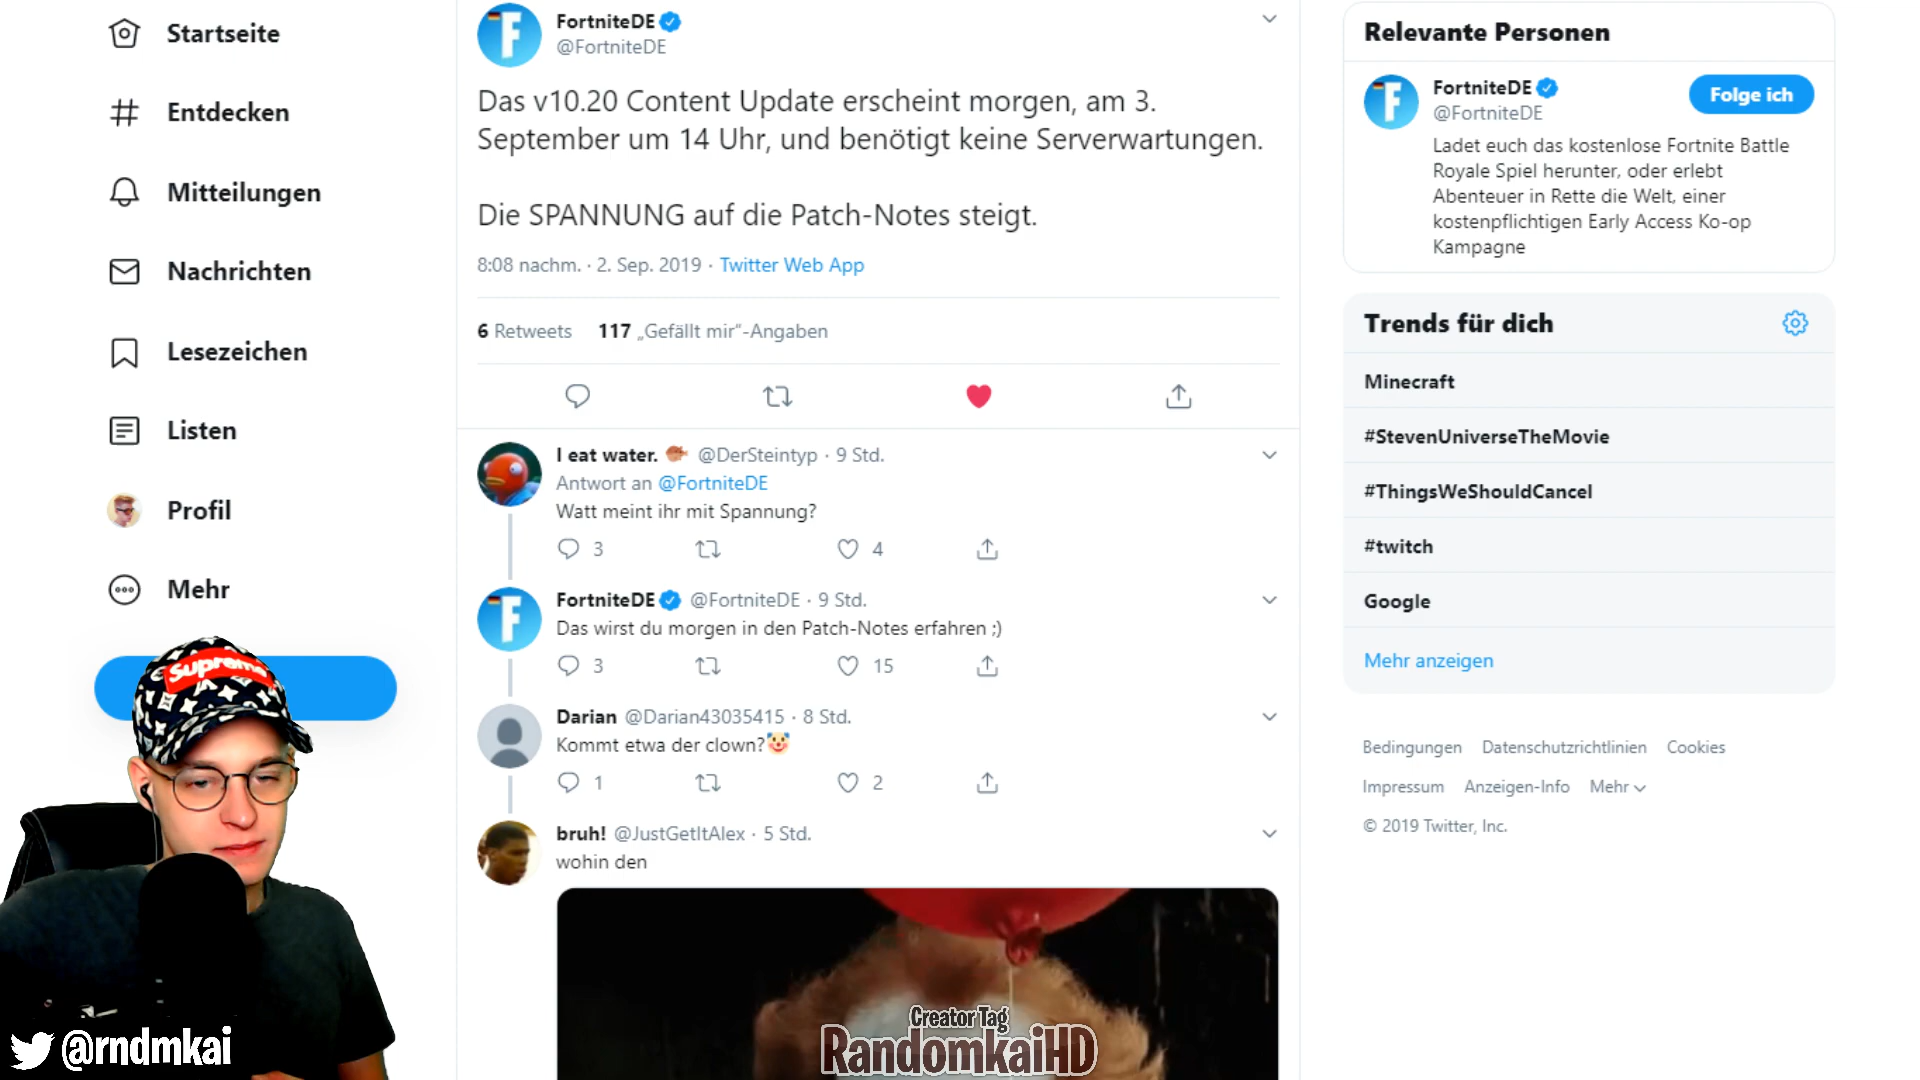 Startseite
Entdecken
Mitteilungen
Nachrichten
Lesezeichen
Listen
Profil
Mehr
Supreme
@rndmkai
FortniteDE
@FortniteDE
Das v10.20 Content Update erscheint morgen, am 3.
September um 14 Uhr, und benötigt keine Serverwartungen.
Die SPANNUNG auf die Patch-Notes steigt.
8:08 nachm. · 2. Sep. 2019 · Twitter Web App
6 Retweets 117 „Gefällt mir“-Angaben
I eat water. @DerSteintyp · 9 Std.
Antwort an @FortniteDE
Watt meint ihr mit Spannung?
3 4
FortniteDE @FortniteDE · 9 Std.
Das wirst du morgen in den Patch-Notes erfahren ;)
3 15
Darian @Darian43035415 · 8 Std.
Kommt etwa der clown?🤡
1 2
bruh! @JustGetItAlex · 5 Std.
wohin den
Creator Tag
RandomkaiHD
Relevante Personen
FortniteDE
@FortniteDE
Folge ich
Ladet euch das kostenlose Fortnite Battle
Royale Spiel herunter, oder erlebt
Abenteuer in Rette die Welt, einer
kostenpflichtigen Early Access Ko-op
Kampagne
Trends für dich
Minecraft
#StevenUniverseTheMovie
#ThingsWeShouldCancel
#twitch
Google
Mehr anzeigen
Bedingungen Datenschutzrichtlinien Cookies
Impressum Anzeigen-Info Mehr
© 2019 Twitter, Inc.